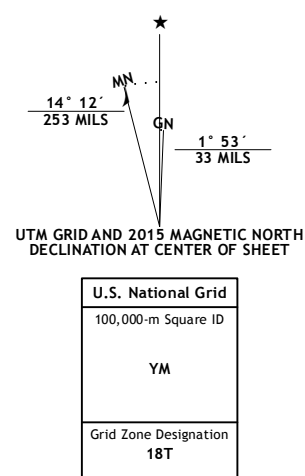 ★
MN
14° 12´
253 MILS
GN
1° 53´
33 MILS
UTM GRID AND 2015 MAGNETIC NORTH
DECLINATION AT CENTER OF SHEET
U.S. National Grid
100,000-m Square ID
YM
Grid Zone Designation
18T